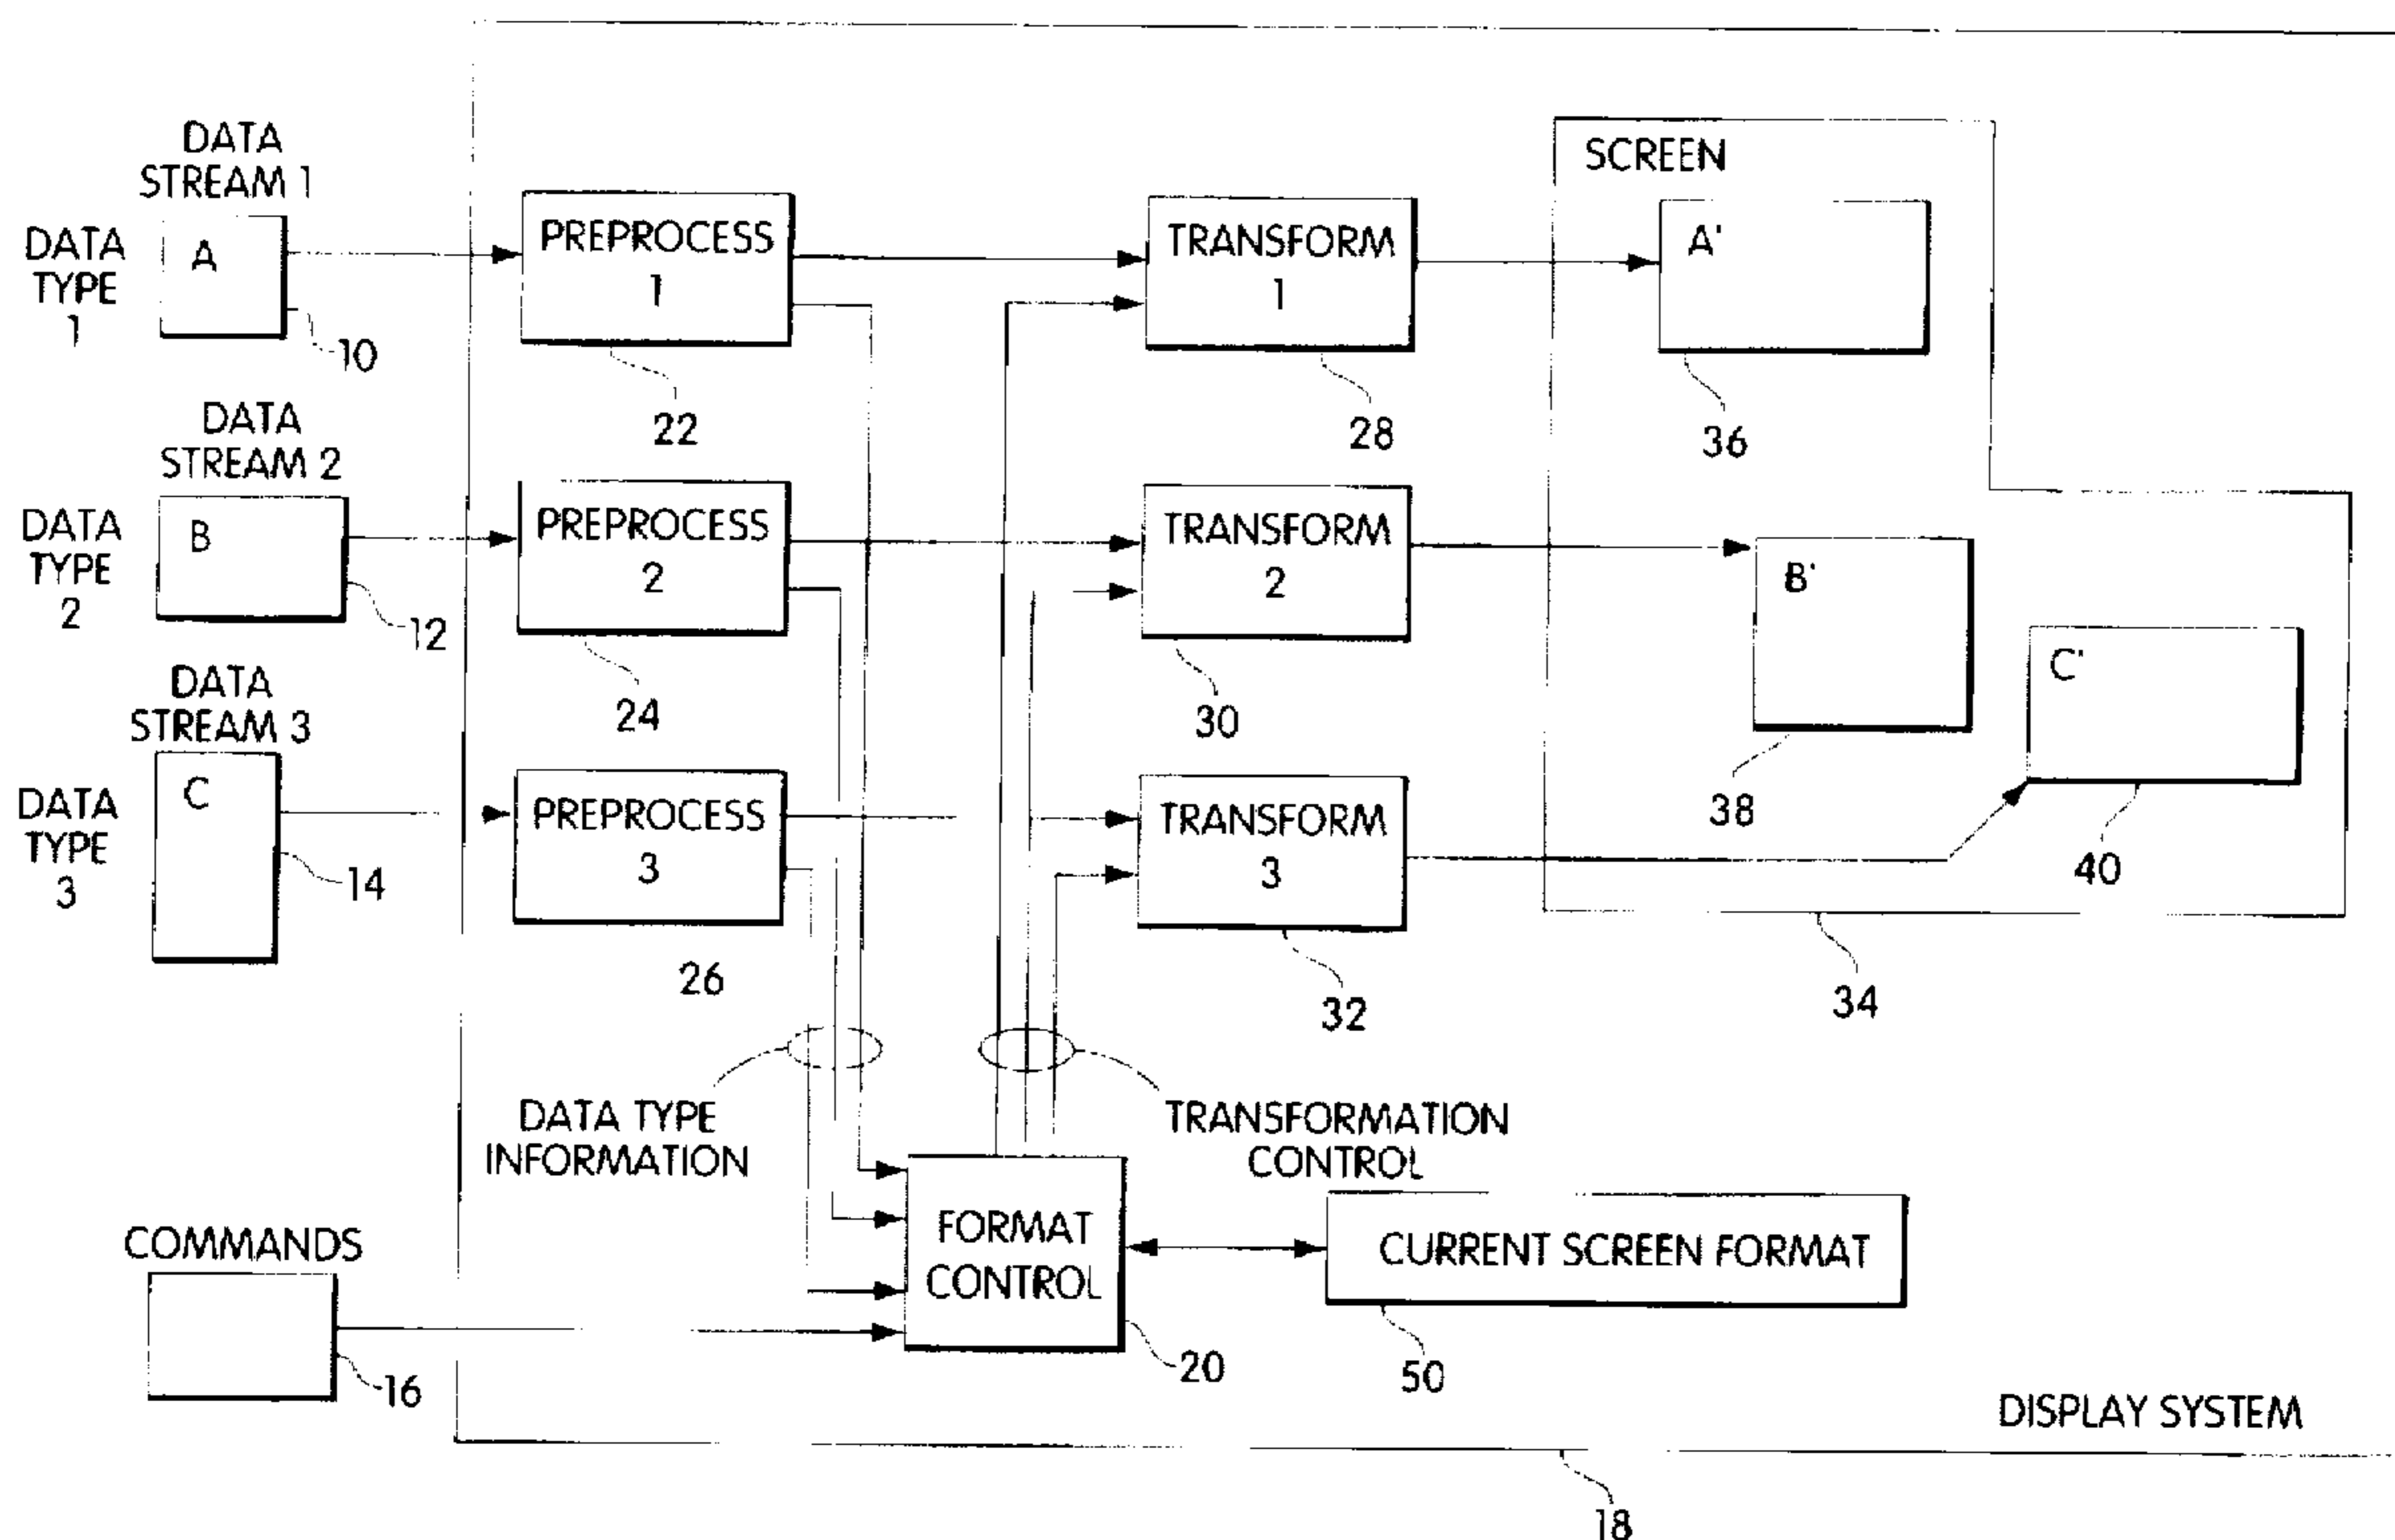 DATA
STREAM 1
DATA
TYPE
1
A
10
PREPROCESS
1
22
TRANSFORM
1
28
SCREEN
A'
36
DATA
STREAM 2
DATA
TYPE
2
B
12
PREPROCESS
2
24
TRANSFORM
2
30
B'
38
DATA
STREAM 3
DATA
TYPE
3
C
14
PREPROCESS
3
26
TRANSFORM
3
32
C'
40
34
DATA TYPE
INFORMATION
TRANSFORMATION
CONTROL
COMMANDS
16
FORMAT
CONTROL
20
CURRENT SCREEN FORMAT
50
DISPLAY SYSTEM
18